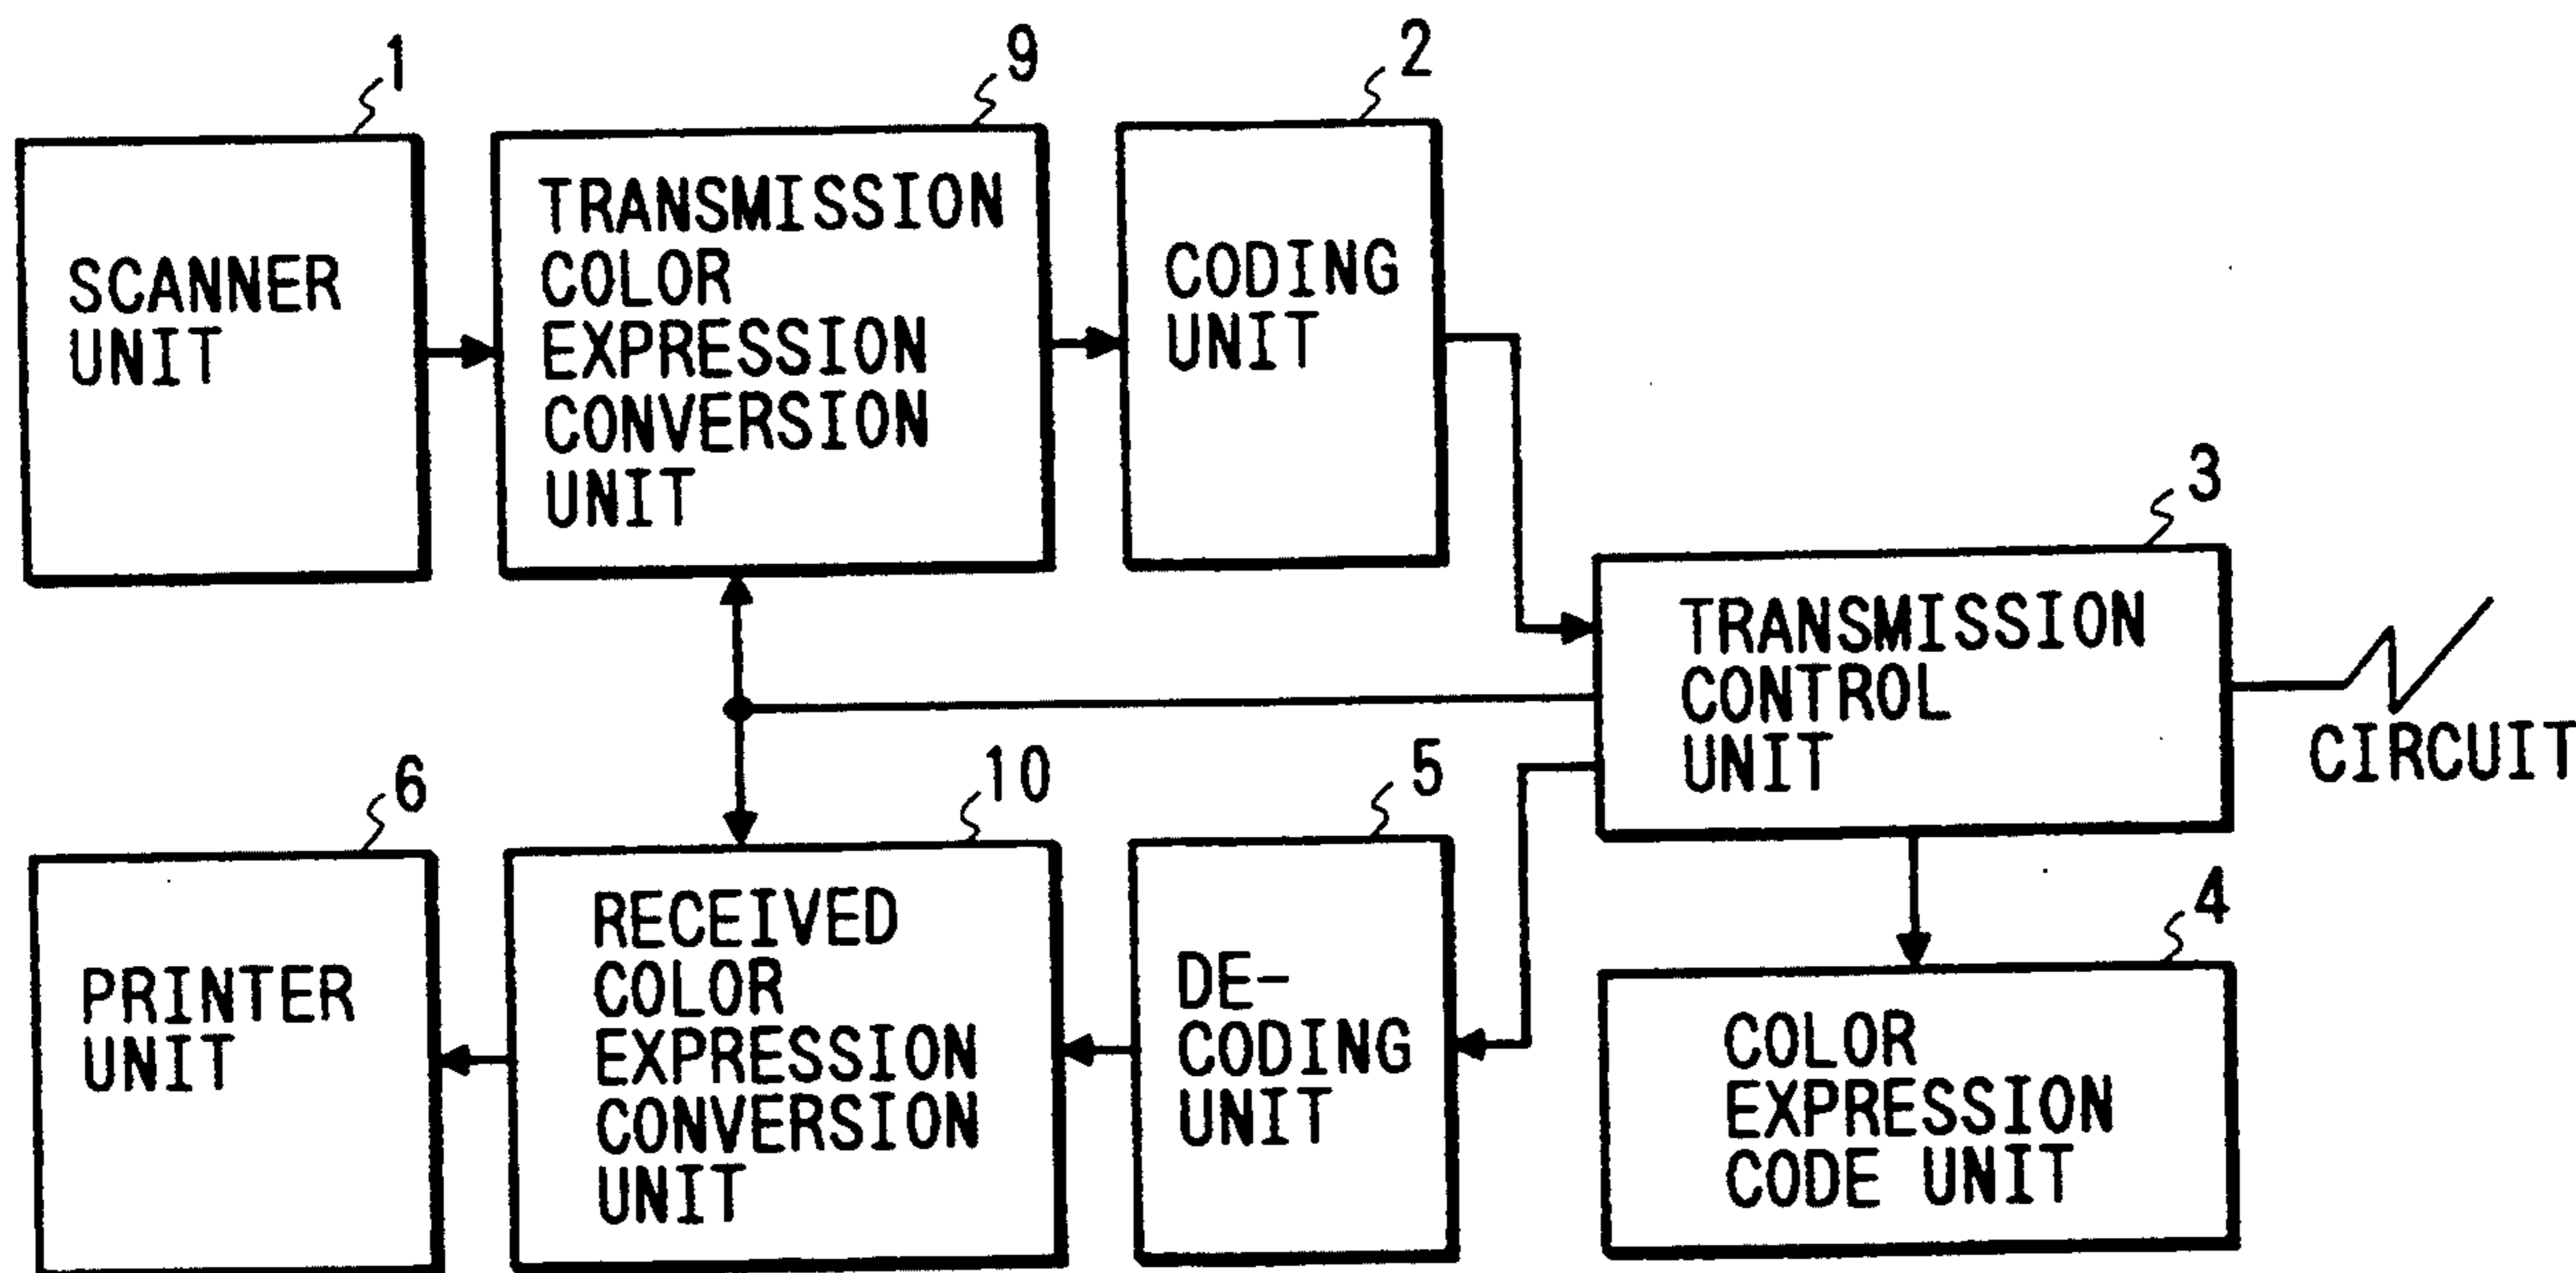 1
SCANNER
UNIT
9
TRANSMISSION
COLOR
EXPRESSION
CONVERSION
UNIT
2
CODING
UNIT
3
TRANSMISSION
CONTROL
UNIT
CIRCUIT
6
PRINTER
UNIT
10
RECEIVED
COLOR
EXPRESSION
CONVERSION
UNIT
5
DE-
CODING
UNIT
4
COLOR
EXPRESSION
CODE UNIT